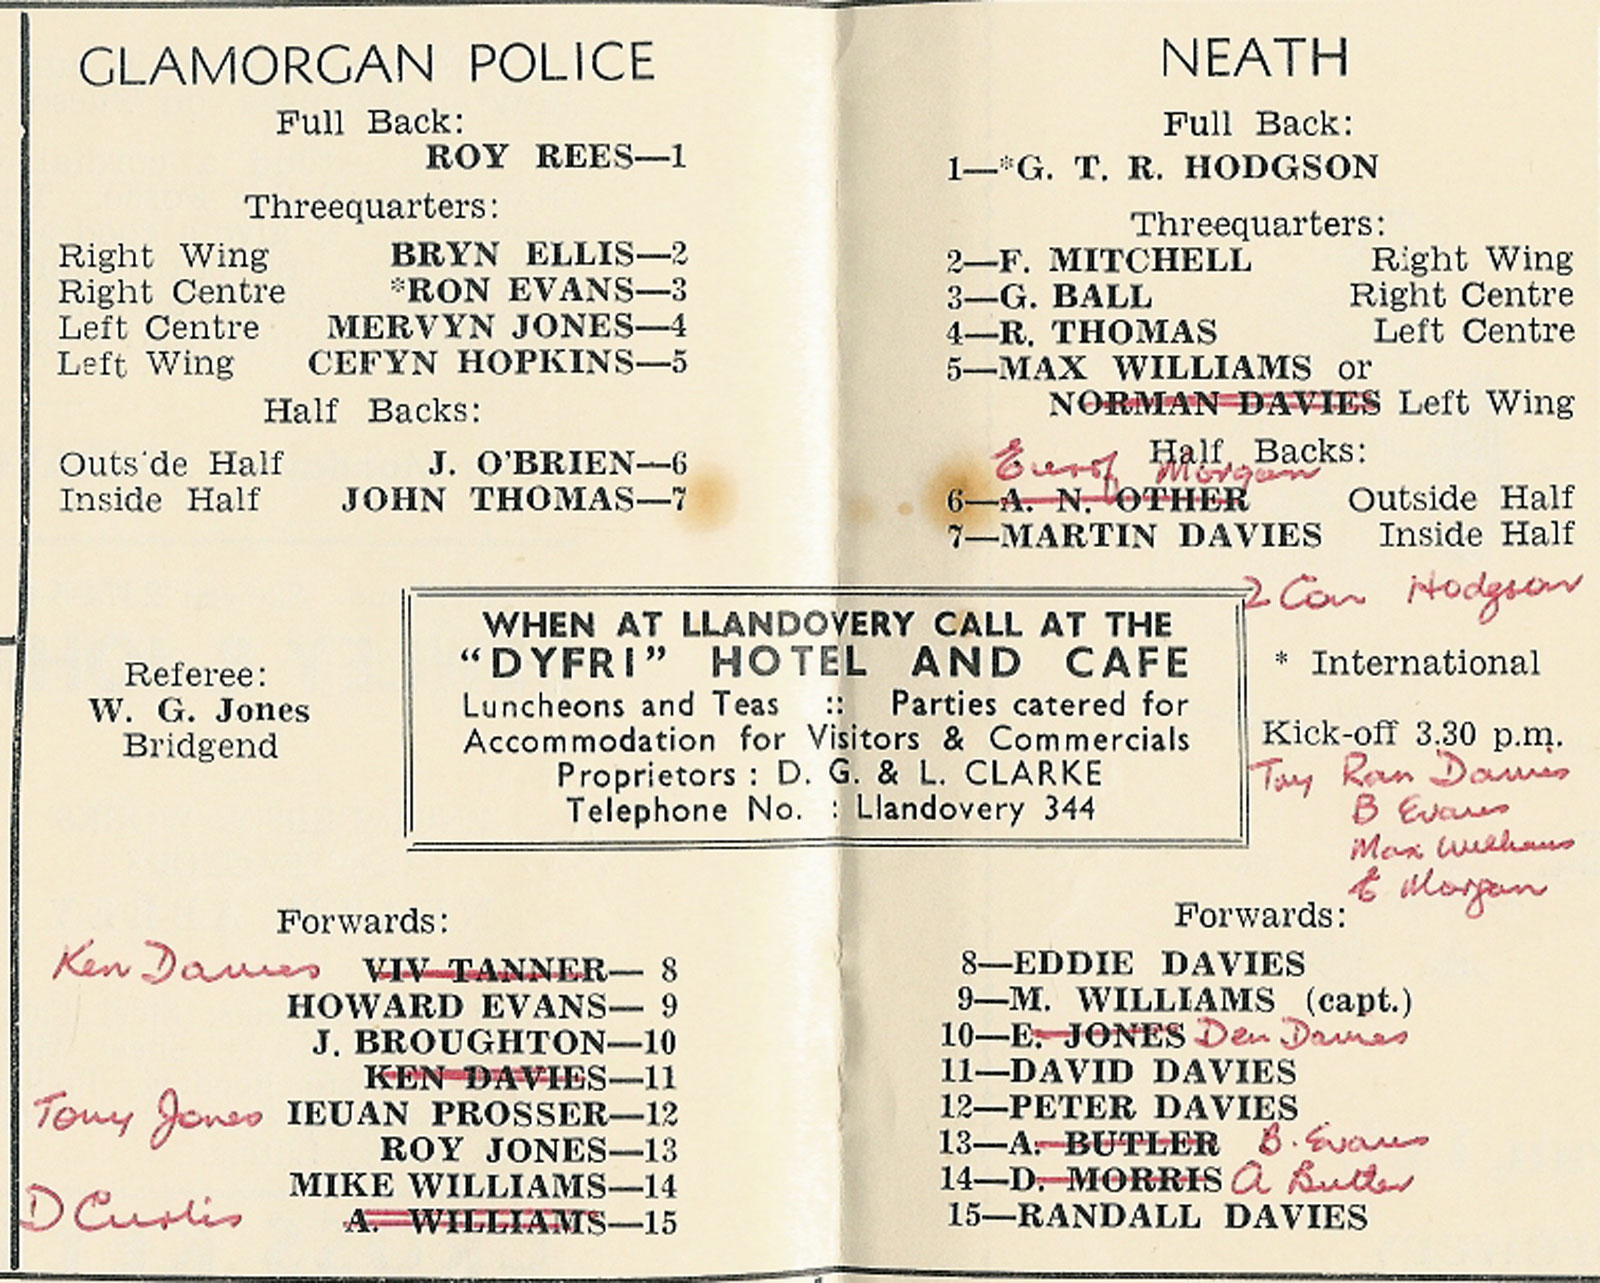 GLAMORGAN POLICE
Full Back:
ROY REES—1
Threequarters:
Right Wing BRYN ELLIS—2
Right Centre *RON EVANS—3
Left Centre MERVYN JONES—4
Left Wing CEFYN HOPKINS—5
Half Backs:
Outside Half J. O'BRIEN—6
Inside Half JOHN THOMAS—7
NEATH
Full Back:
1—*G. T. R. HODGSON
Threequarters:
2—F. MITCHELL Right Wing
3—G. BALL Right Centre
4—R. THOMAS Left Centre
5—MAX WILLIAMS or
NORMAN DAVIES Left Wing
Half Backs:
Eurof Morgan
6—A. N. OTHER Outside Half
7—MARTIN DAVIES Inside Half
2 Con Hodgson
Referee:
W. G. Jones
Bridgend
WHEN AT LLANDOVERY CALL AT THE
"DYFRI" HOTEL AND CAFE
Luncheons and Teas :: Parties catered for
Accommodation for Visitors & Commercials
Proprietors : D. G. & L. CLARKE
Telephone No. : Llandovery 344
* International
Kick-off 3.30 p.m.
Try Ran Davies
B Evans
Max Williams
E Morgan
Forwards:
Ken Davies VIV TANNER— 8
HOWARD EVANS— 9
J. BROUGHTON—10
KEN DAVIES—11
Tony Jones IEUAN PROSSER—12
ROY JONES—13
MIKE WILLIAMS—14
D Curtis A. WILLIAMS—15
Forwards:
8—EDDIE DAVIES
9—M. WILLIAMS (capt.)
10—E. JONES Den Davies
11—DAVID DAVIES
12—PETER DAVIES
13—A. BUTLER B. Evans
14—D. MORRIS A Butler
15—RANDALL DAVIES